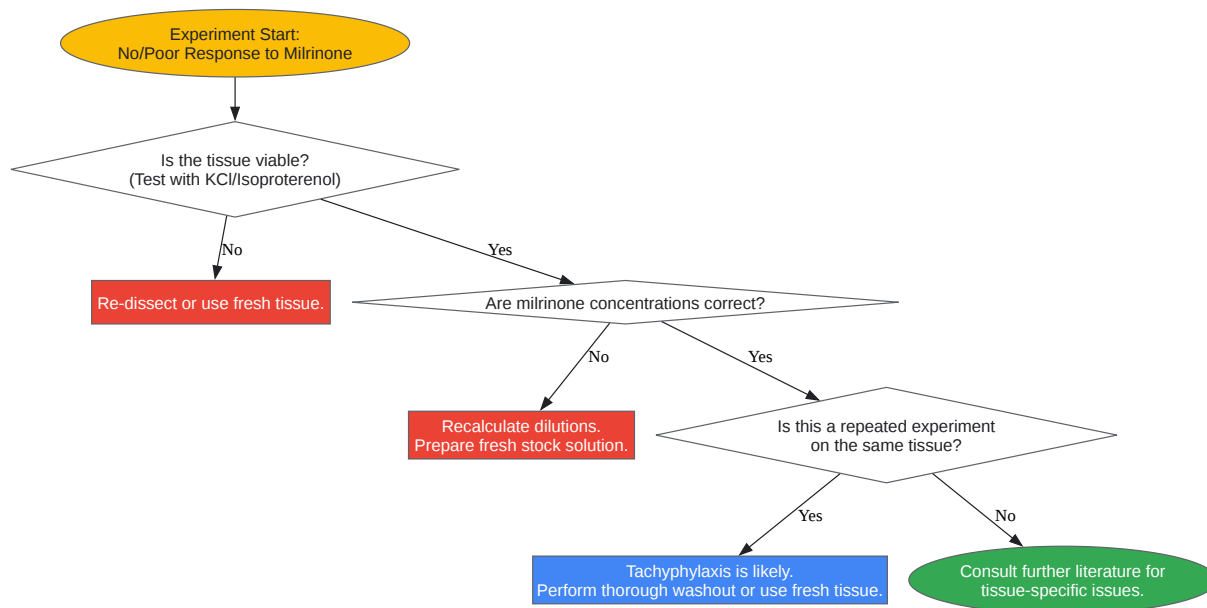 Experiment Start:
No/Poor Response to Milrinone
Is the tissue viable?
(Test with KCl/Isoproterenol)
No
Yes
Re-dissect or use fresh tissue.
Are milrinone concentrations correct?
No
Yes
Recalculate dilutions.
Prepare fresh stock solution.
Is this a repeated experiment
on the same tissue?
Yes
No
Tachyphylaxis is likely.
Perform thorough washout or use fresh tissue.
Consult further literature for
tissue-specific issues.